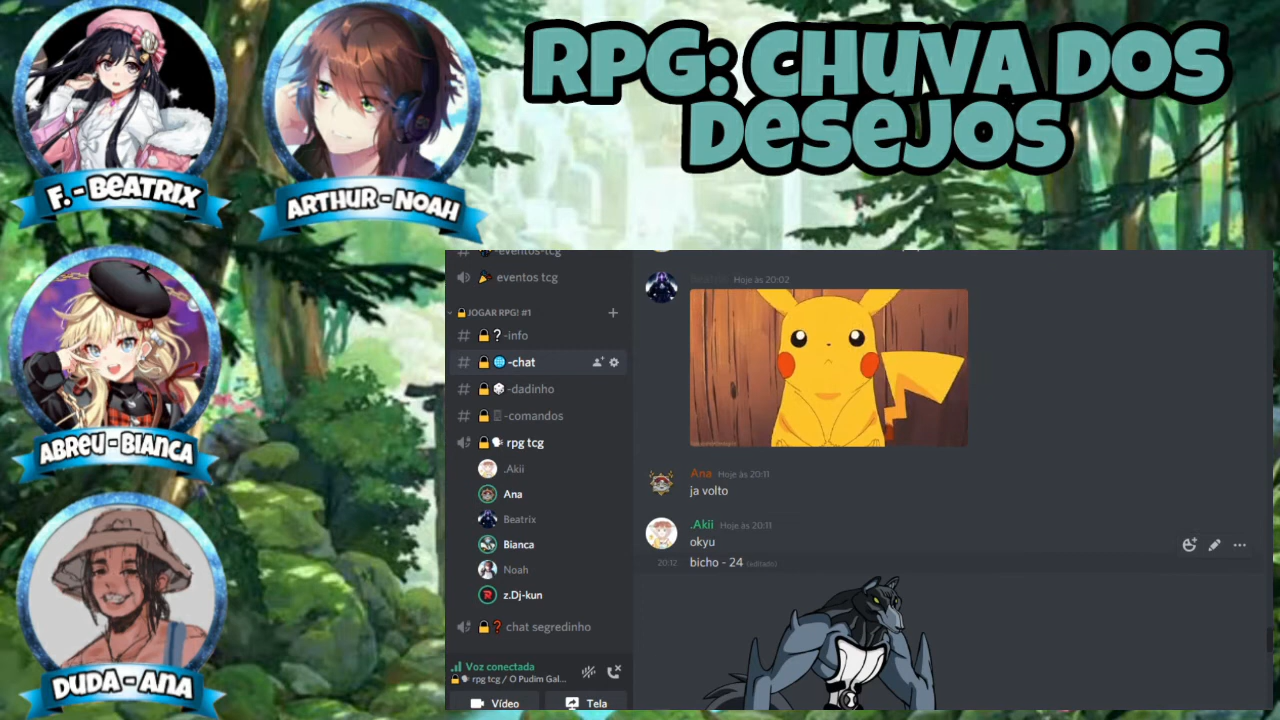 RPG: CHUVA DOS
DESEJOS
F. - BEATRIX
ARTHUR - NOAH
ABREU - BIANCA
DUDA - ANA
# -eventos-tcg
eventos tcg
JOGAR RPG! #1 +
# ? -info
# -chat
# -dadinho
# -comandos
rpg tcg
.Akii
Ana
Beatrix
Bianca
Noah
z.Dj-kun
? chat segredinho
Voz conectada
rpg tcg / O Pudim Gal...
Vídeo
Tela
Hoje às 20:02
Ana Hoje às 20:11
ja volto
.Akii Hoje às 20:11
okyu
20:12 bicho - 24 (editado)